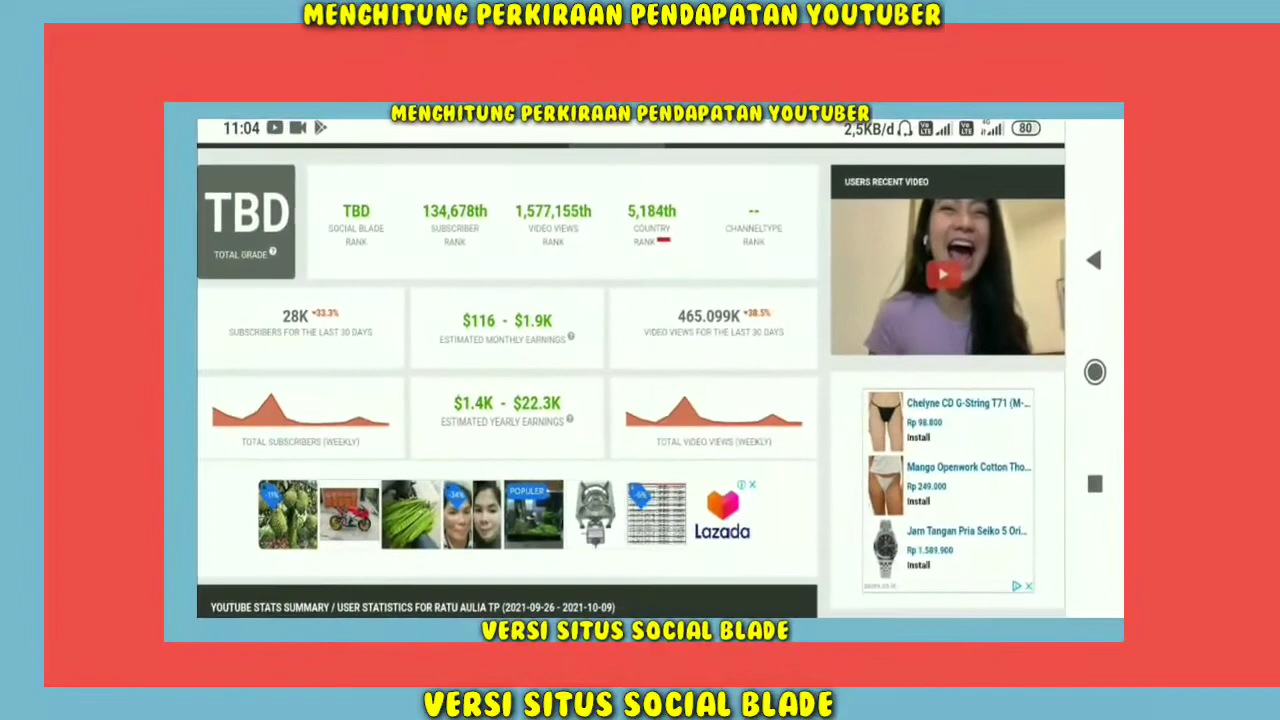 MENGHITUNG PERKIRAAN PENDAPATAN YOUTUBER
MENGHITUNG PERKIRAAN PENDAPATAN YOUTUBER
11:04
2,5KB/d
4G
80
TBD
TOTAL GRADE
TBD
SOCIAL BLADE
RANK
134,678th
SUBSCRIBER
RANK
1,577,155th
VIDEO VIEWS
RANK
5,184th
COUNTRY
RANK
--
CHANNELTYPE
RANK
USERS RECENT VIDEO
28K -33.3%
SUBSCRIBERS FOR THE LAST 30 DAYS
$116 - $1.9K
ESTIMATED MONTHLY EARNINGS
465.099K -38.5%
VIDEO VIEWS FOR THE LAST 30 DAYS
TOTAL SUBSCRIBERS (WEEKLY)
$1.4K - $22.3K
ESTIMATED YEARLY EARNINGS
TOTAL VIDEO VIEWS (WEEKLY)
Chelyne CD G-String T71 (M-...
Rp 98.800
Install
Mango Openwork Cotton Tho...
Rp 249.000
Install
Jam Tangan Pria Seiko 5 Ori...
Rp 1.589.900
Install
-11%
-34%
POPULER
-5%
Lazada
YOUTUBE STATS SUMMARY / USER STATISTICS FOR RATU AULIA TP (2021-09-26 - 2021-10-09)
VERSI SITUS SOCIAL BLADE
VERSI SITUS SOCIAL BLADE